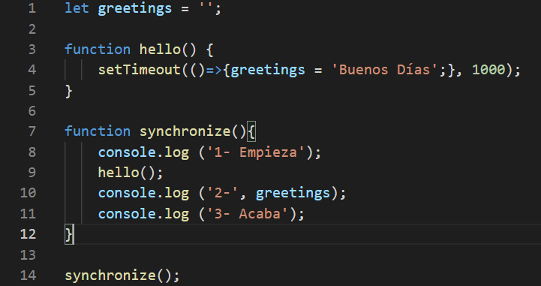 1 let greetings = '';
2
3 function hello() {
4 setTimeout(()=>{greetings = 'Buenos Días';}, 1000);
5 }
6
7 function synchronize(){
8 console.log ('1- Empieza');
9 hello();
10 console.log ('2-', greetings);
11 console.log ('3- Acaba');
12 }
13
14 synchronize();